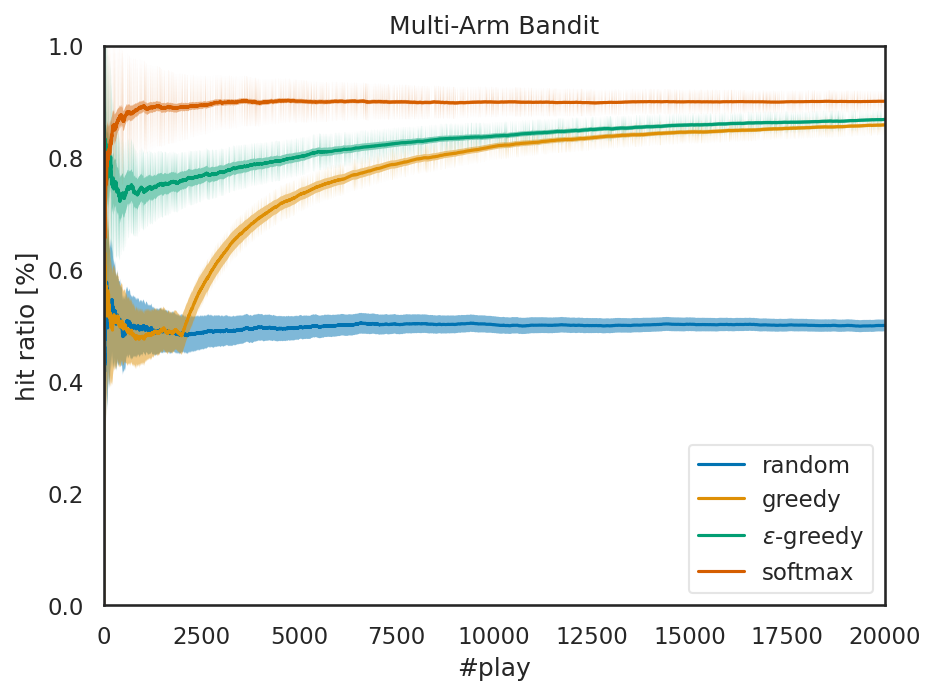 Multi-Arm Bandit
1.0
0.8
0.6
0.4
0.2
0.0
hit ratio [%]
0 2500 5000 7500 10000 12500 15000 17500 20000
#play
random
greedy
ε-greedy
softmax